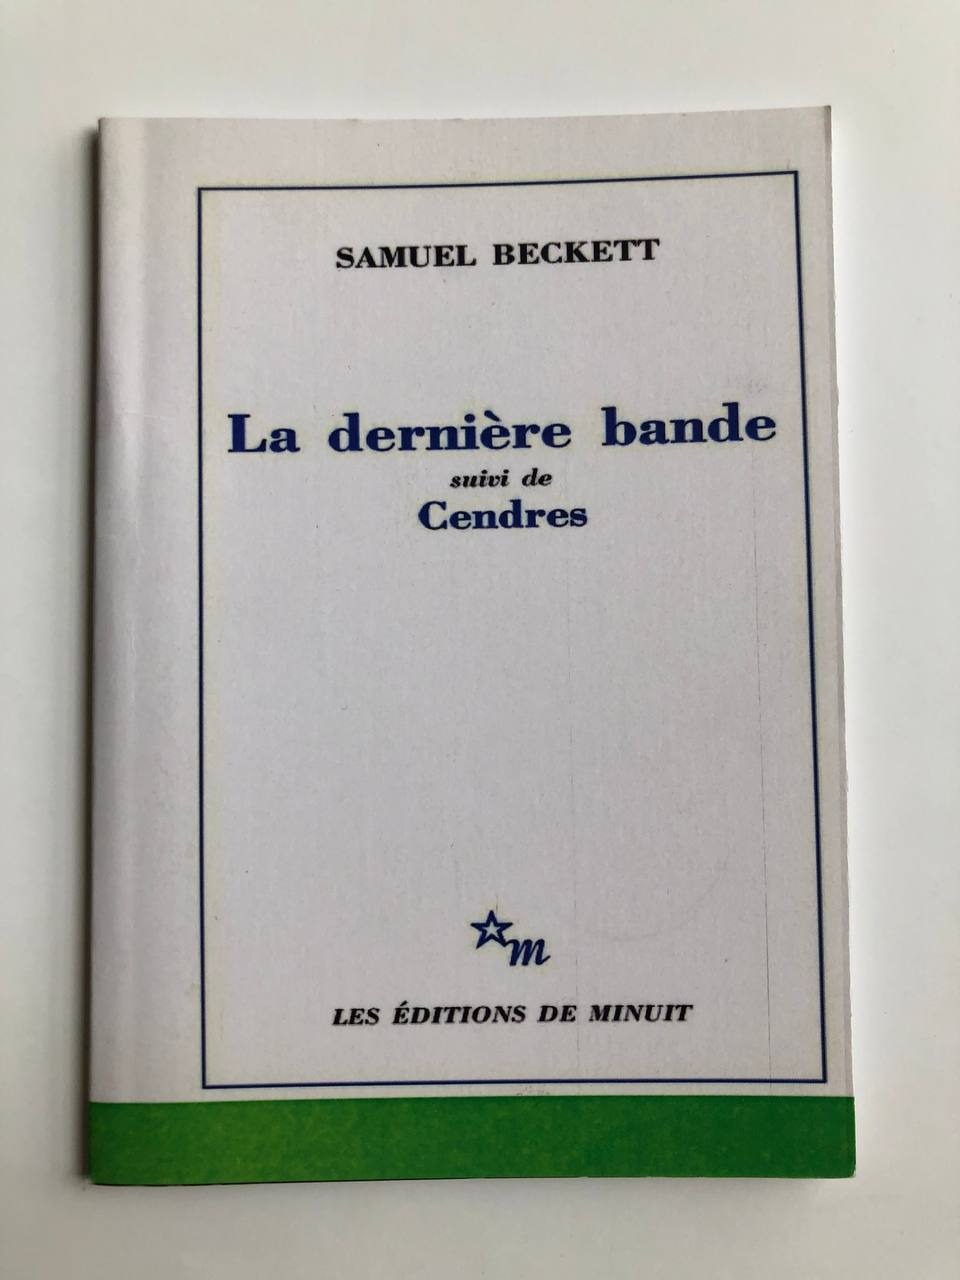 SAMUEL BECKETT
La dernière bande
suivi de
Cendres
m
LES ÉDITIONS DE MINUIT